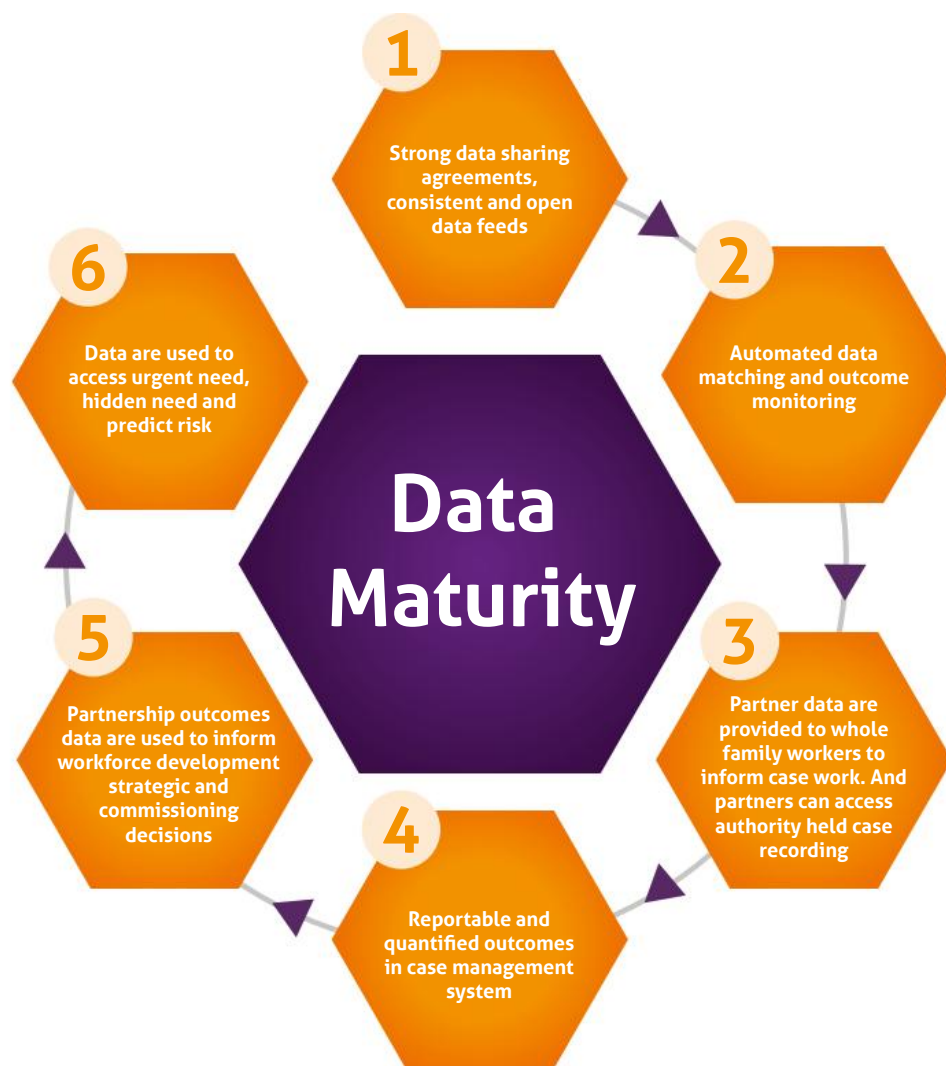 1
Strong data sharing
agreements,
consistent and open
data feeds
2
Automated data
matching and outcome
monitoring
3
Partner data are
provided to whole
family workers to
inform case work. And
partners can access
authority held case
recording
4
Reportable and
quantified outcomes
in case management
system
5
Partnership outcomes
data are used to inform
workforce development
strategic and
commissioning
decisions
6
Data are used to
access urgent need,
hidden need and
predict risk
Data
Maturity